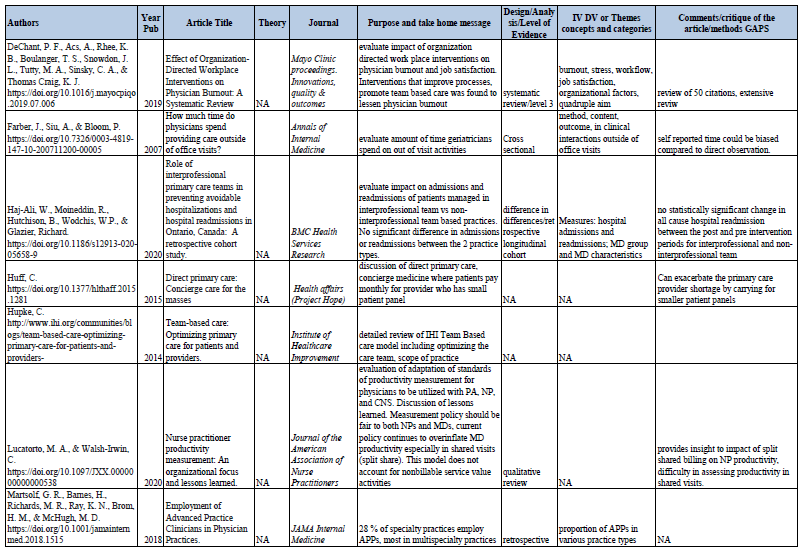 Authors
Year Pub
Article Title
Theory
Journal
Purpose and take home message
Design/Analy
sis/Level of
Evidence
IV DV or Themes
concepts and categories
Comments/critique of the
article/methods GAPS
DeChant, P. F., Acs, A., Rhee, K.
B., Boulanger, T. S., Snowdon, J.
L., Tutty, M. A., Sinsky, C. A., &
Thomas Craig, K. J.
https://doi.org/10.1016/j.mayocpiqo
.2019.07.006
2019
Effect of Organization-
Directed Workplace
Interventions on
Physician Burnout: A
Systematic Review
NA
Mayo Clinic
proceedings.
Innovations,
quality &
outcomes
evaluate impact of organization
directed work place interventions on
physician burnout and job satisfaction.
Interventions that improve processes,
promote team based care was found to
lessen physician burnout
systematic
review/level 3
burnout, stress, workflow,
job satisfaction,
organizational factors,
quadruple aim
review of 50 citations, extensive
reviw
Farber, J., Siu, A., & Bloom, P.
https://doi.org/10.7326/0003-4819-
147-10-200711200-00005
2007
How much time do
physicians spend
providing care outside
of office visits?
NA
Annals of
Internal
Medicine
evaluate amount of time geriatricians
spend on out of visit activities
Cross
sectional
method, content,
outcome, in clinical
interactions outside of
office visits
self reported time could be biased
compared to direct observation.
Haj-Ali, W., Moineddin, R.,
Hutchison, B., Wodchis, W.P., &
Glazier, Richard.
https://doi.org/10.1186/s12913-020-
05658-9
2020
Role of
interprofessional
primary care teams in
preventing avoidable
hospitalizations and
hospital readmissions in
Ontario, Canada: A
retrospective cohort
study.
NA
BMC Health
Services
Research
evaluate impact on admissions and
readmissions of patients managed in
interprofessional team vs non-
interprofessional team based practices.
No significant difference in admissions
or readmissions between the 2 practice
types.
difference in
differences/ret
rospective
longitudinal
cohort
Measures: hospital
admissions and
readmissions; MD group
and MD characteristics
no statistically significant change in
all cause hospital readmission
between the post and pre intervention
periods for interprofessional and non-
interprofessional team
Huff, C.
https://doi.org/10.1377/hlthaff.2015
.1281
2015
Direct primary care:
Concierge care for the
masses
NA
Health affairs
(Project Hope)
discussion of direct primary care,
concierge medicine where patients pay
monthly for provider who has small
patient panel
NA
NA
Can exacerbate the primary care
provider shortage by carrying for
smaller patient panels
Hupke, C.
http://www.ihi.org/communities/bl
ogs/team-based-care-optimizing-
primary-care-for-patients-and-
providers-
2014
Team-based care:
Optimizing primary
care for patients and
providers.
NA
Institute of
Healthcare
Improvement
detailed review of IHI Team Based
care model including optimizing the
care team, scope of practice
NA
NA
Lucatorto, M. A., & Walsh-Irwin,
C.
https://doi.org/10.1097/JXX.00000
00000000538
2020
Nurse practitioner
productivity
measurement: An
organizational focus
and lessons learned.
NA
Journal of the
American
Association of
Nurse
Practitioners
evaluation of adaptation of standards
of productivity measurement for
physicians to be utilized with PA, NP,
and CNS. Discussion of lessons
learned. Measurement policy should be
fair to both NPs and MDs, current
policy continues to overinflate MD
productivity especially in shared visits
(split share). This model does not
account for nonbillable service value
activities
qualitative
review
NA
provides insight to impact of split
shared billing on NP productivity,
difficulty in assessing productivity in
shared visits.
Martsolf, G. R., Barnes, H.,
Richards, M. R., Ray, K. N., Brom,
H. M., & McHugh, M. D.
https://doi.org/10.1001/jamaintern
med.2018.1515
2018
Employment of
Advanced Practice
Clinicians in Physician
Practices.
NA
JAMA Internal
Medicine
28 % of specialty practices employ
APPs, most in multispecialty practices
retrospective
proportion of APPs in
various practice types
NA